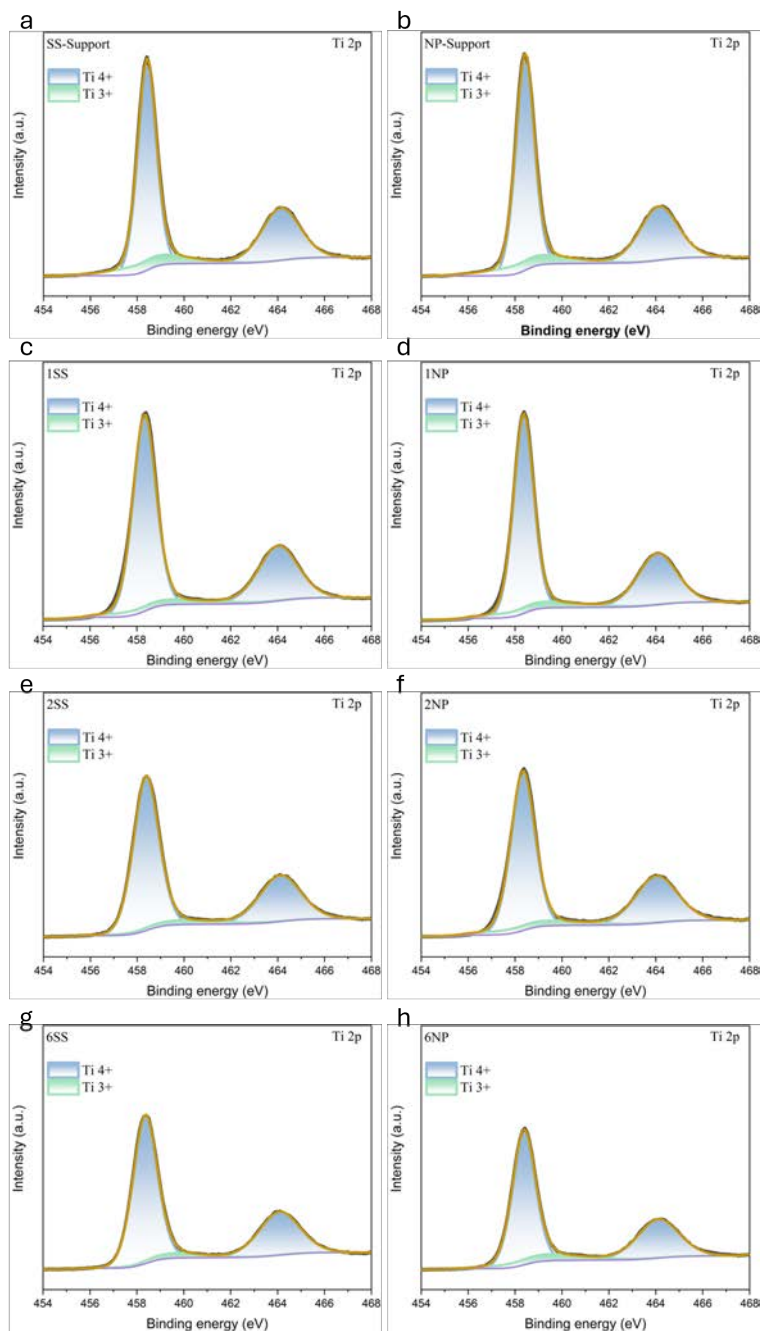 a
SS-Support Ti 2p
Ti 4+
Ti 3+
Intensity (a.u.)
454 456 458 460 462 464 466 468
Binding energy (eV)
b
NP-Support Ti 2p
Ti 4+
Ti 3+
Intensity (a.u.)
454 456 458 460 462 464 466 468
Binding energy (eV)
c
1SS Ti 2p
Ti 4+
Ti 3+
Intensity (a.u.)
454 456 458 460 462 464 466 468
Binding energy (eV)
d
1NP Ti 2p
Ti 4+
Ti 3+
Intensity (a.u.)
454 456 458 460 462 464 466 468
Binding energy (eV)
e
2SS Ti 2p
Ti 4+
Ti 3+
Intensity (a.u.)
454 456 458 460 462 464 466 468
Binding energy (eV)
f
2NP Ti 2p
Ti 4+
Ti 3+
Intensity (a.u.)
454 456 458 460 462 464 466 468
Binding energy (eV)
g
6SS Ti 2p
Ti 4+
Ti 3+
Intensity (a.u.)
454 456 458 460 462 464 466 468
Binding energy (eV)
h
6NP Ti 2p
Ti 4+
Ti 3+
Intensity (a.u.)
454 456 458 460 462 464 466 468
Binding energy (eV)